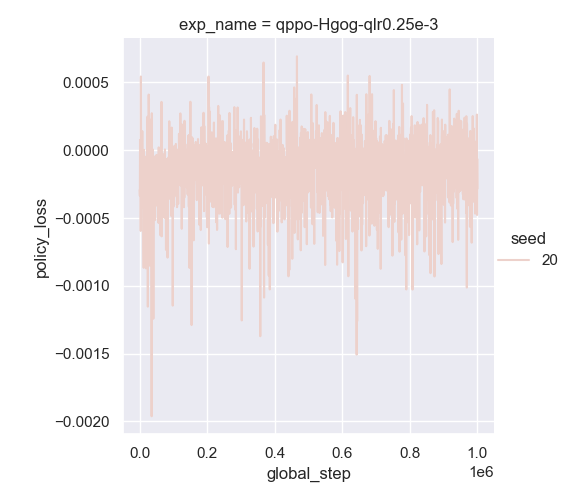 exp_name = qppo-Hgog-qlr0.25e-3
0.0005
0.0000
−0.0005
−0.0010
−0.0015
−0.0020
policy_loss
0.0
0.2
0.4
0.6
0.8
1.0
1e6
global_step
seed
20